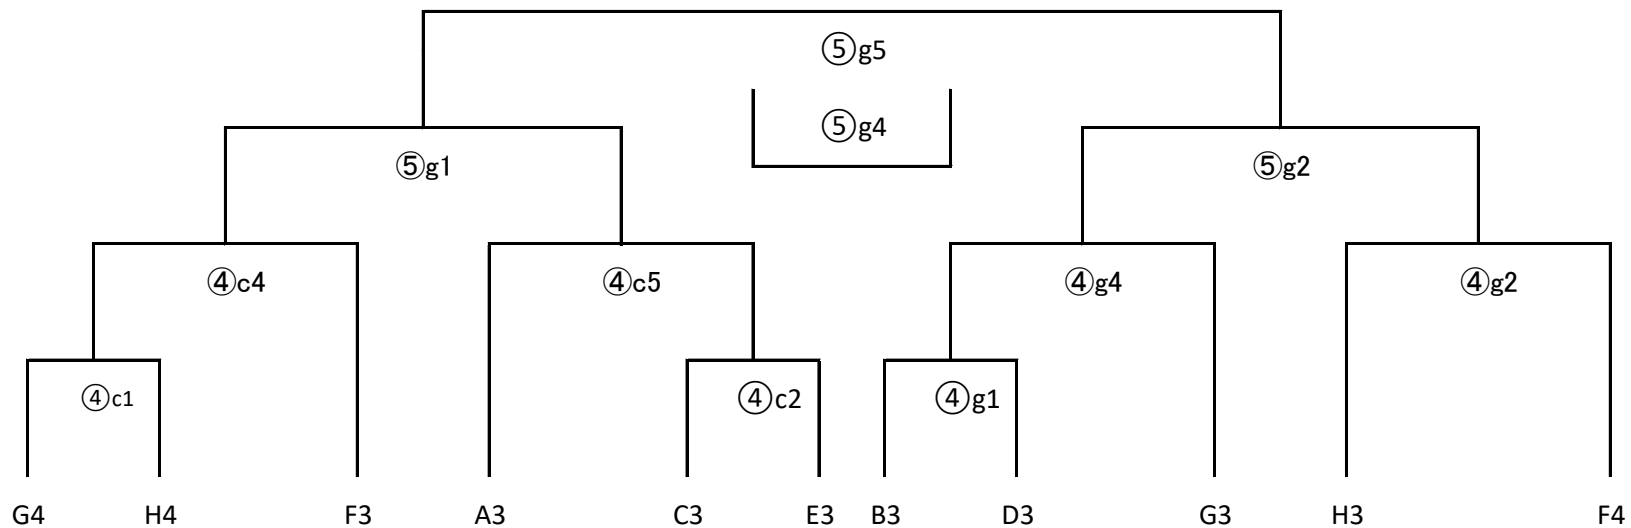 ⑤g5
⑤g4
⑤g1 ⑤g2
④c4 ④c5 ④g4 ④g2
④c1 ④c2 ④g1
G4 H4 F3 A3 C3 E3 B3 D3 G3 H3 F4